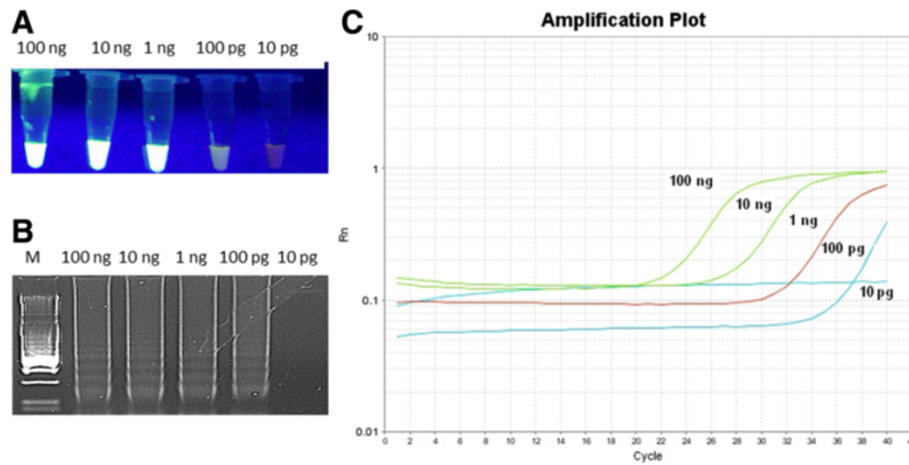 A
100 ng 10 ng 1 ng 100 pg 10 pg
B
M 100 ng 10 ng 1 ng 100 pg 10 pg
C
Amplification Plot
10
1
0.1
0.01
Rn
100 ng
10 ng
1 ng
100 pg
10 pg
0 2 4 6 8 10 12 14 16 18 20 22 24 26 28 30 32 34 36 38 40
Cycle